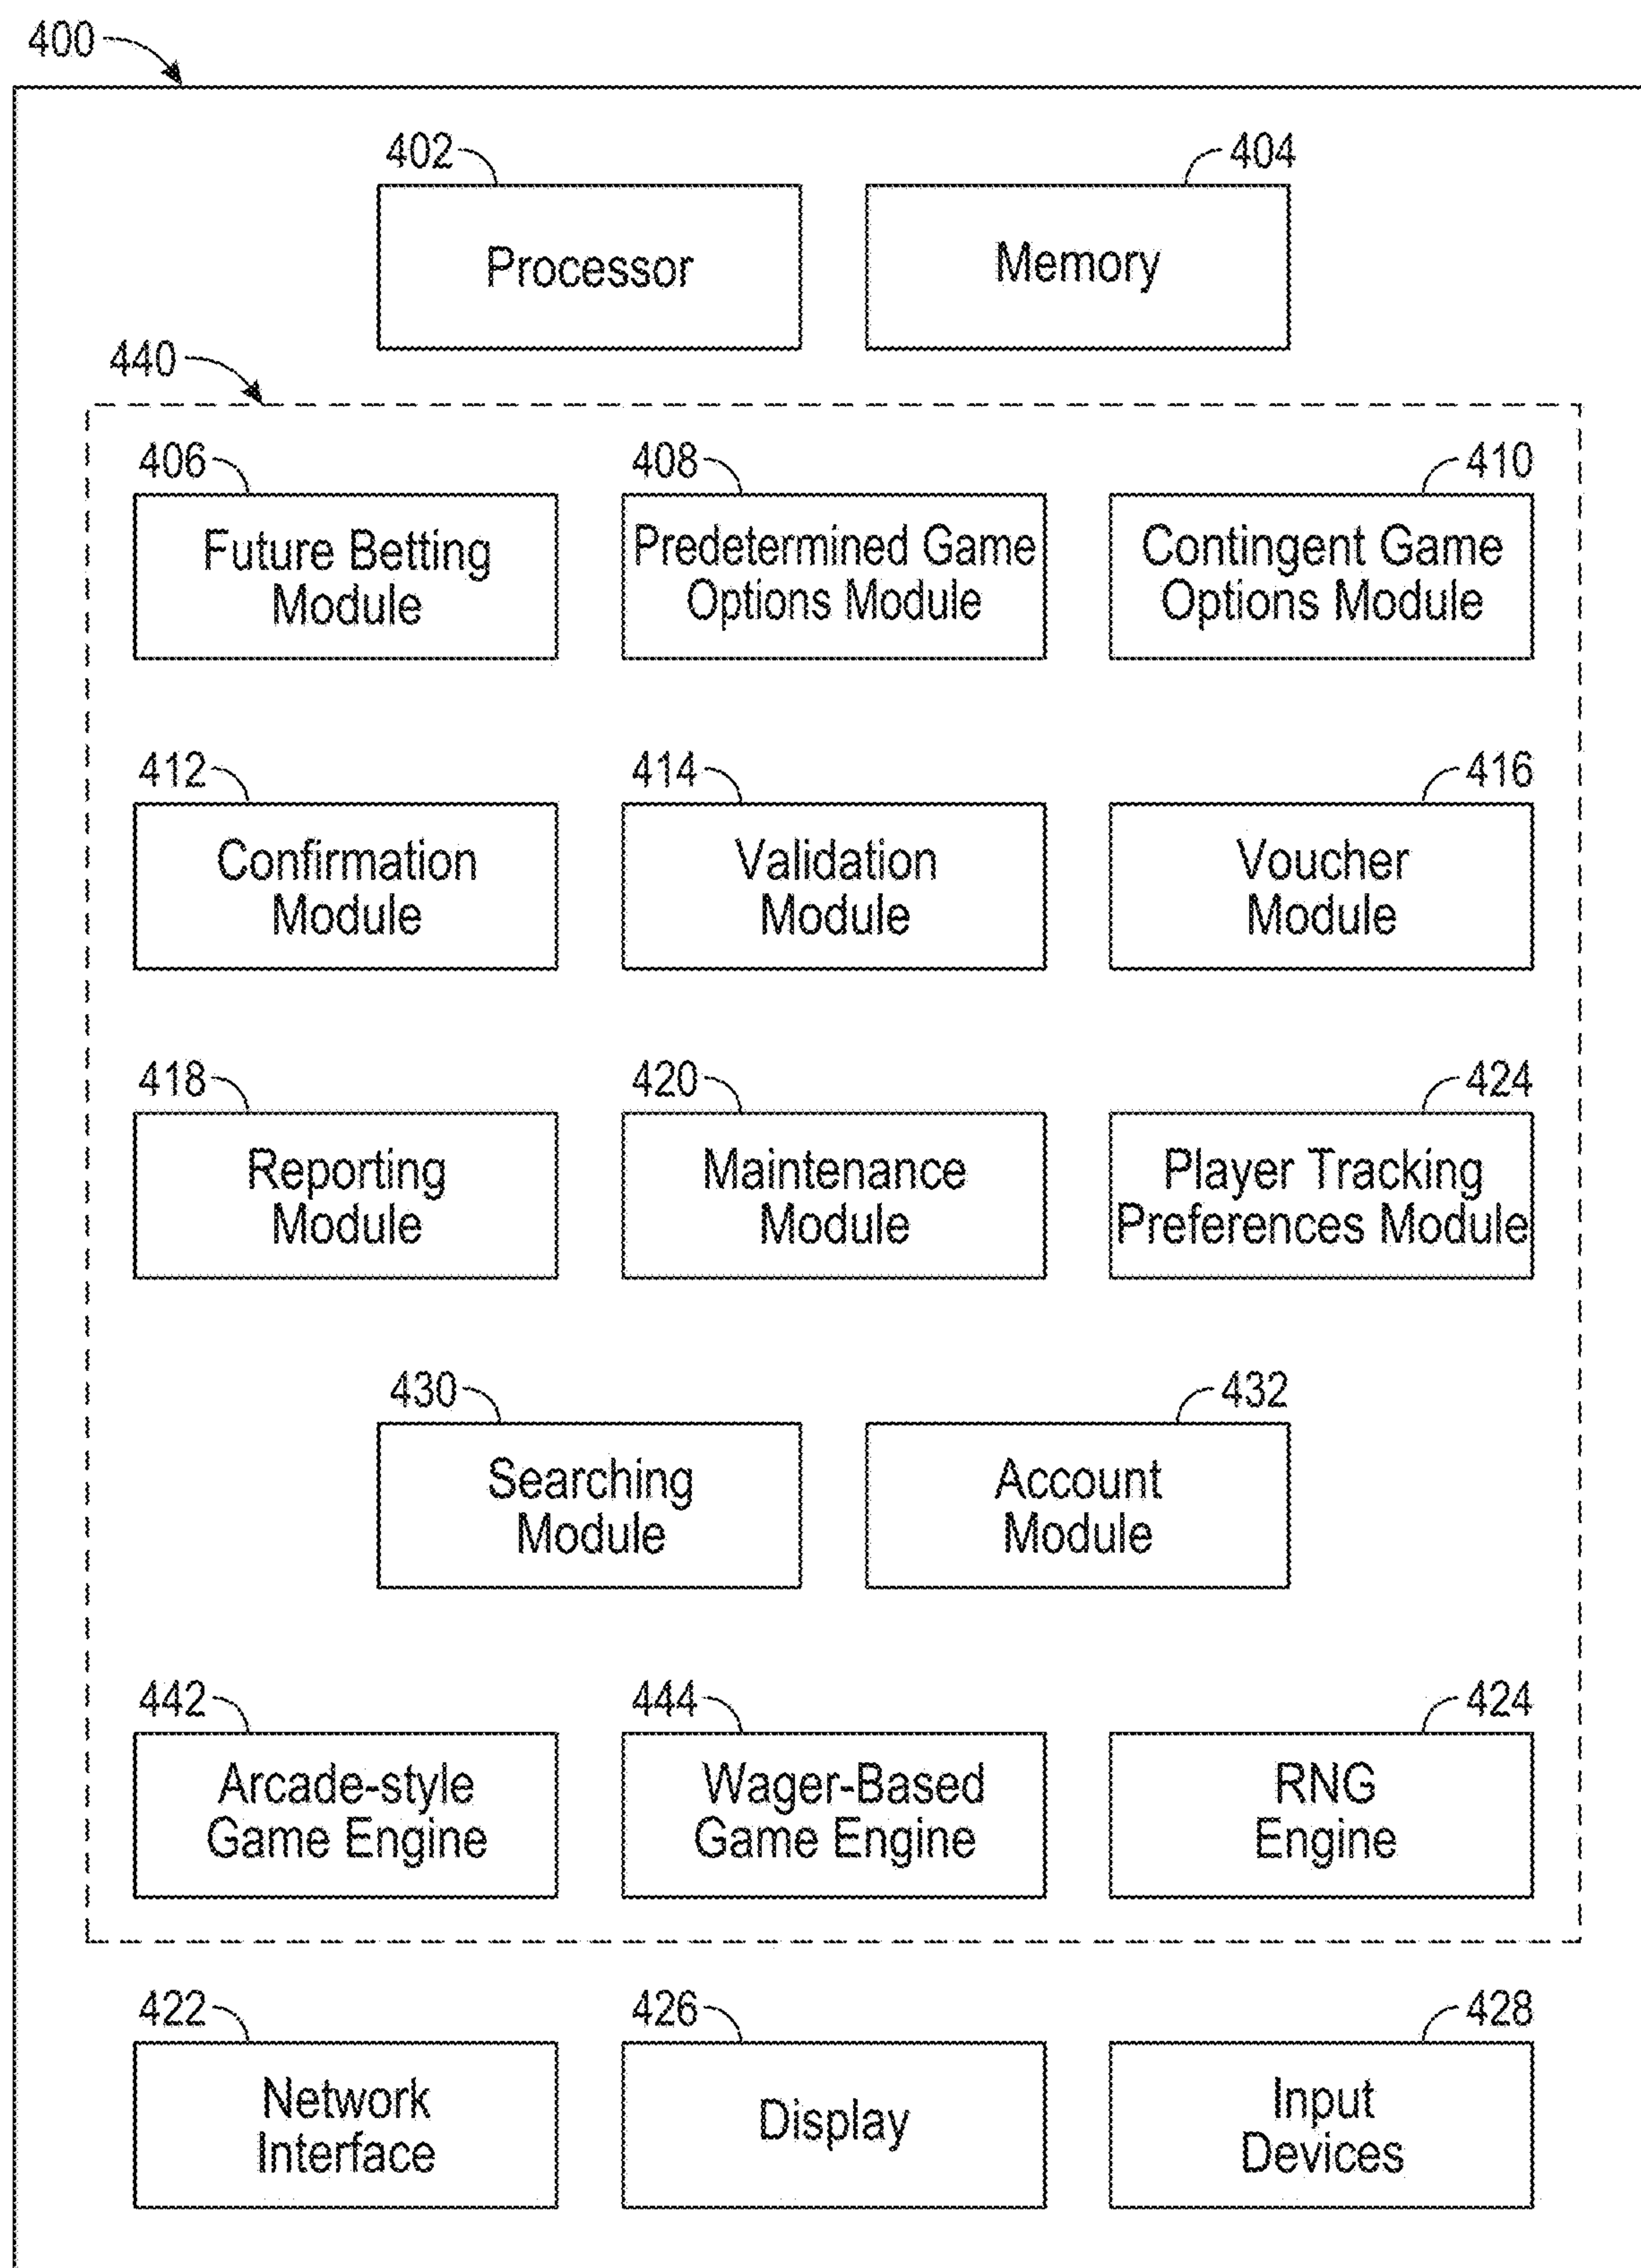 400
402
404
Processor
Memory
440
406
408
410
Future Betting
Module
Predetermined Game
Options Module
Contingent Game
Options Module
412
414
416
Confirmation
Module
Validation
Module
Voucher
Module
418
420
424
Reporting
Module
Maintenance
Module
Player Tracking
Preferences Module
430
432
Searching
Module
Account
Module
442
444
424
Arcade-style
Game Engine
Wager-Based
Game Engine
RNG
Engine
422
426
428
Network
Interface
Display
Input
Devices